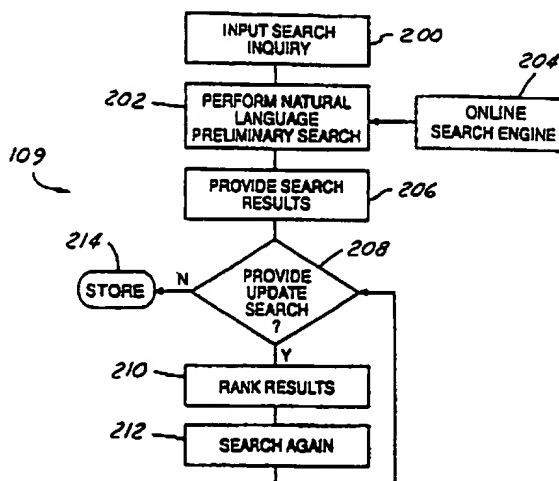 INPUT SEARCH
INQUIRY
200
204
202
PERFORM NATURAL
LANGUAGE
PRELIMINARY SEARCH
ONLINE
SEARCH ENGINE
109
PROVIDE SEARCH
RESULTS
206
214
208
STORE
N
PROVIDE
UPDATE
SEARCH
?
Y
210
RANK RESULTS
212
SEARCH AGAIN